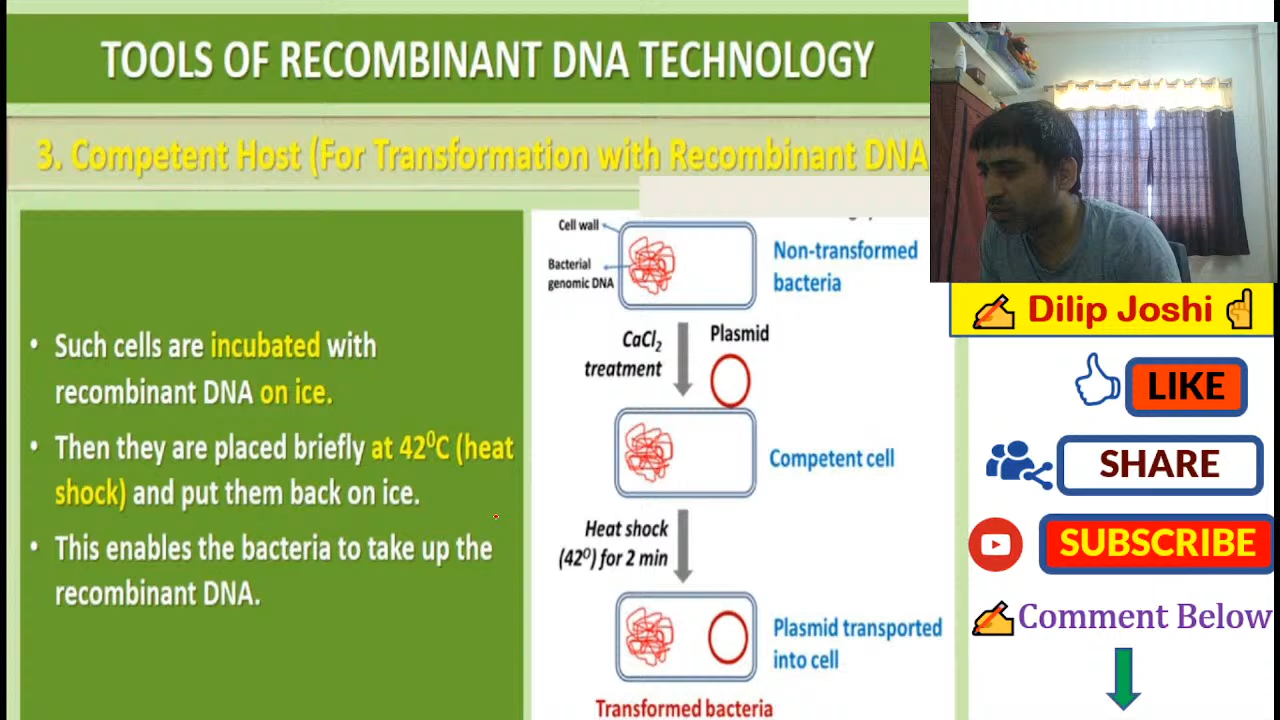 TOOLS OF RECOMBINANT DNA TECHNOLOGY
3. Competent Host (For Transformation with Recombinant DNA
Such cells are incubated with
recombinant DNA on ice.
Then they are placed briefly at 42⁰C (heat
shock) and put them back on ice.
This enables the bacteria to take up the
recombinant DNA.
Cell wall
Bacterial
genomic DNA
Non-transformed
bacteria
CaCl₂
treatment
Plasmid
Competent cell
Heat shock
(42⁰) for 2 min
Plasmid transported
into cell
Transformed bacteria
Dilip Joshi
LIKE
SHARE
SUBSCRIBE
Comment Below